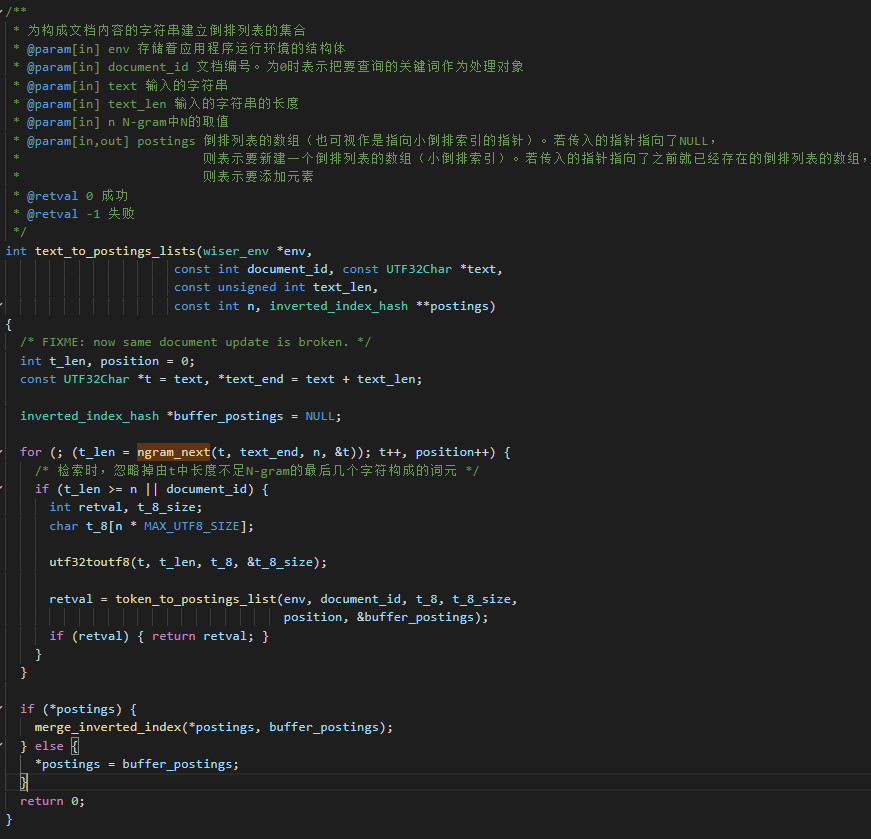 /**
 * 为构成文档内容的字符串建立倒排列表的集合
 * @param[in] env 存储着应用程序运行环境的结构体
 * @param[in] document_id 文档编号。为0时表示把要查询的关键词作为处理对象
 * @param[in] text 输入的字符串
 * @param[in] text_len 输入的字符串的长度
 * @param[in] n N-gram中N的取值
 * @param[in,out] postings 倒排列表的数组（也可视作是指向小倒排索引的指针）。若传入的指针指向了NULL，
 *                         则表示要新建一个倒排列表的数组（小倒排索引）。若传入的指针指向了之前就已经存在的倒排列表的数组，
 *                         则表示要添加元素
 * @retval 0 成功
 * @retval -1 失败
 */
int text_to_postings_lists(wiser_env *env,
                       const int document_id, const UTF32Char *text,
                       const unsigned int text_len,
                       const int n, inverted_index_hash **postings)
{
  /* FIXME: now same document update is broken. */
  int t_len, position = 0;
  const UTF32Char *t = text, *text_end = text + text_len;
  inverted_index_hash *buffer_postings = NULL;
  for (; (t_len = ngram_next(t, text_end, n, &t)); t++, position++) {
    /* 检索时，忽略掉由t中长度不足N-gram的最后几个字符构成的词元 */
    if (t_len >= n || document_id) {
      int retval, t_8_size;
      char t_8[n * MAX_UTF8_SIZE];
      utf32toutf8(t, t_len, t_8, &t_8_size);
      retval = token_to_postings_list(env, document_id, t_8, t_8_size,
                                      position, &buffer_postings);
      if (retval) { return retval; }
    }
  }
  if (*postings) {
    merge_inverted_index(*postings, buffer_postings);
  } else {
    *postings = buffer_postings;
  }
  return 0;
}